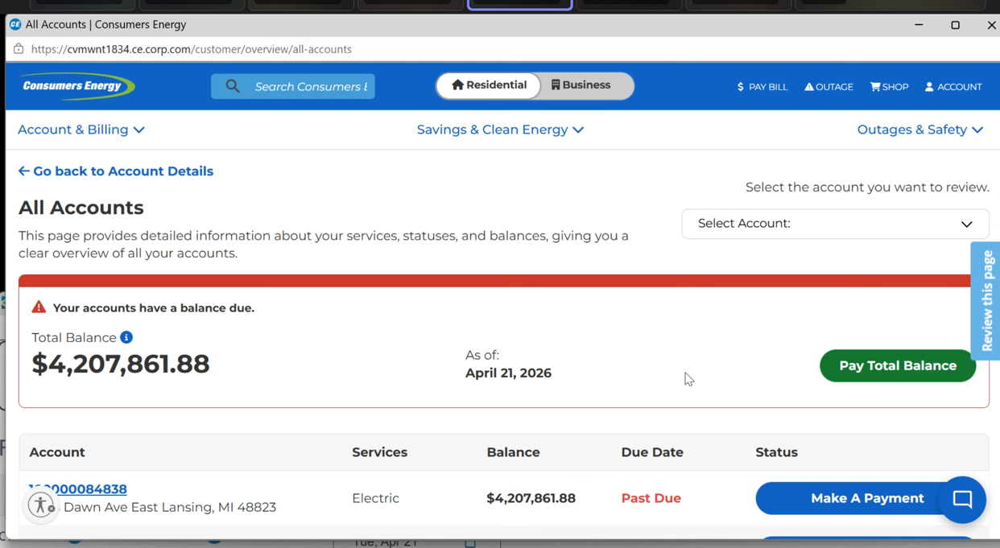 All Accounts | Consumers Energy
https://cvmwnt1834.ce.corp.com/customer/overview/all-accounts
Consumers Energy
Search Consumers E
Residential
Business
PAY BILL
OUTAGE
SHOP
ACCOUNT
Account & Billing
Savings & Clean Energy
Outages & Safety
Go back to Account Details
Select the account you want to review.
All Accounts
Select Account:
This page provides detailed information about your services, statuses, and balances, giving you a
clear overview of all your accounts.
Review this page
Your accounts have a balance due.
Total Balance
$4,207,861.88
As of:
April 21, 2026
Pay Total Balance
Account Services Balance Due Date Status
000084838
Dawn Ave East Lansing, MI 48823
Electric
$4,207,861.88
Past Due
Make A Payment
Tue, Apr 21